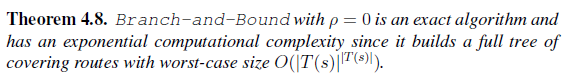 Theorem 4.8. Branch-and-Bound with ρ = 0 is an exact algorithm and
has an exponential computational complexity since it builds a full tree of
covering routes with worst-case size O(|T(s)|^{|T(s)|}).